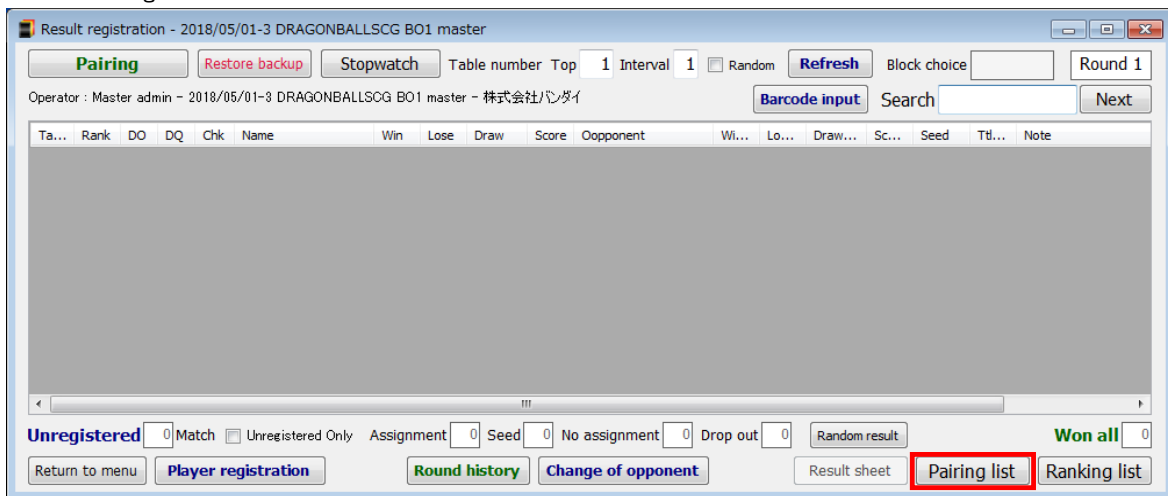 Result registration - 2018/05/01-3 DRAGONBALLSCG BO1 master
Pairing Restore backup Stopwatch Table number Top 1 Interval 1 Random Refresh Block choice Round 1
Operator : Master admin - 2018/05/01-3 DRAGONBALLSCG BO1 master - 株式会社バンダイ Barcode input Search Next
Ta... Rank DO DQ Chk Name Win Lose Draw Score Oopponent Wi... Lo... Draw... Sc... Seed Ttl... Note
Unregistered 0 Match Unregistered Only Assignment 0 Seed 0 No assignment 0 Drop out 0 Random result Won all 0
Return to menu Player registration Round history Change of opponent Result sheet Pairing list Ranking list